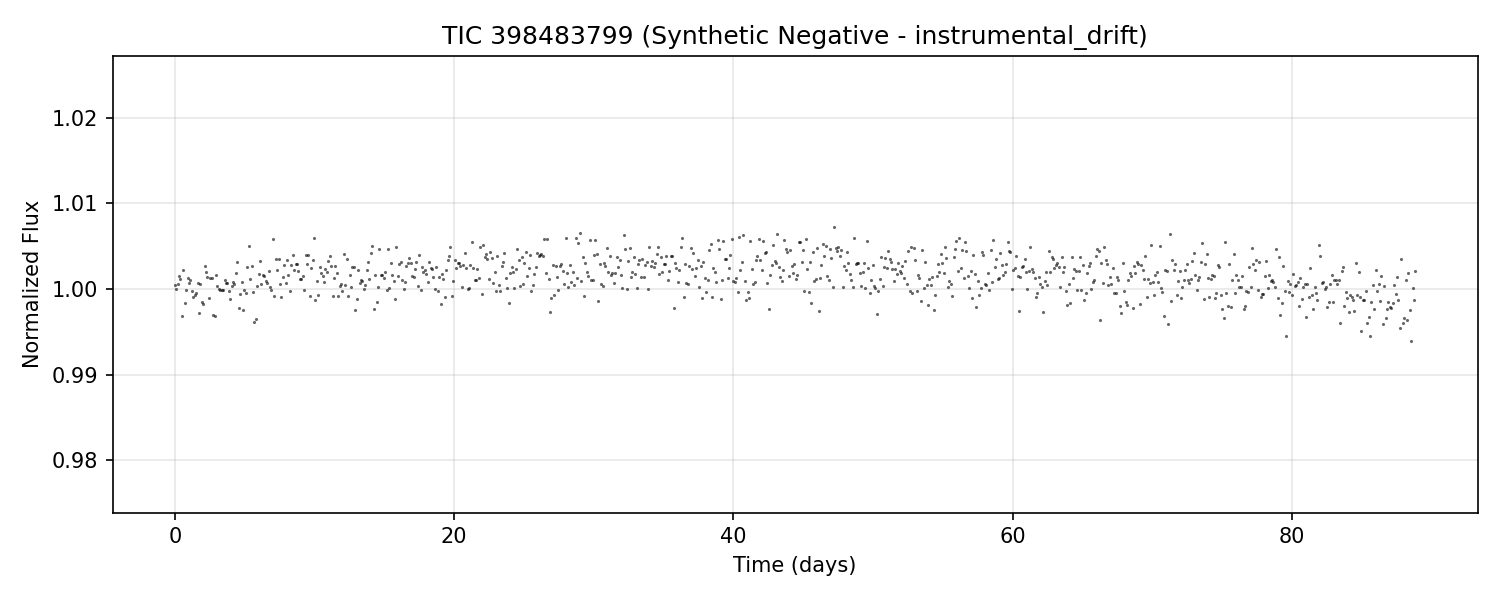 TIC 398483799 (Synthetic Negative - instrumental_drift)
Normalized Flux
1.02
1.01
1.00
0.99
0.98
0 20 40 60 80
Time (days)